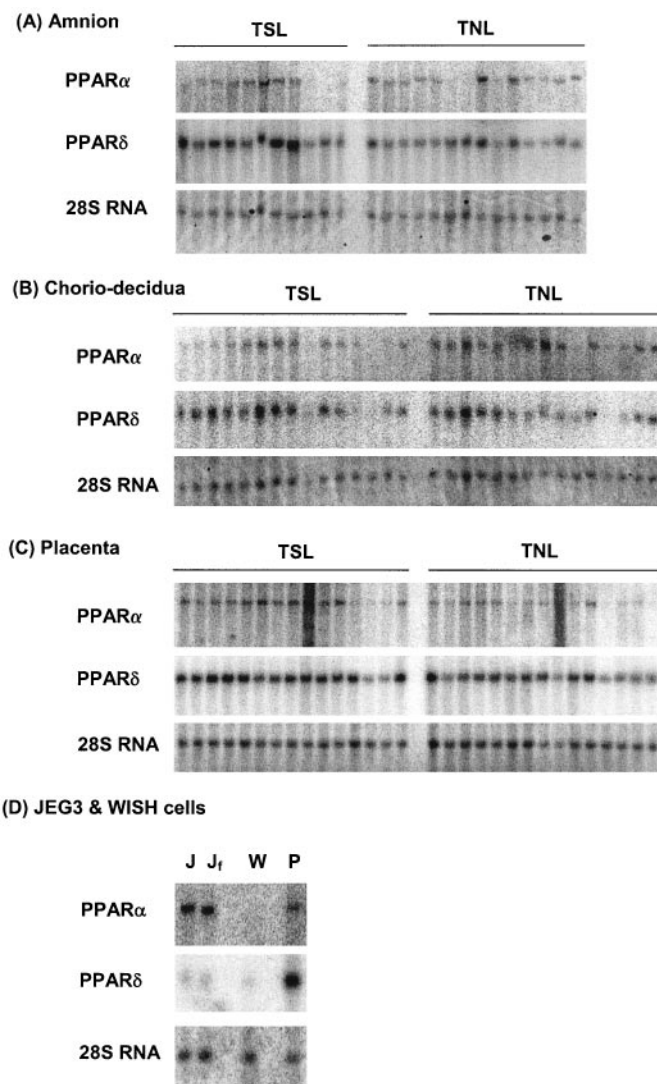 (A) Amnion
TSL TNL
PPARα
PPARδ
28S RNA
(B) Chorio-decidua
TSL TNL
PPARα
PPARδ
28S RNA
(C) Placenta
TSL TNL
PPARα
PPARδ
28S RNA
(D) JEG3 & WISH cells
J Jf W P
PPARα
PPARδ
28S RNA